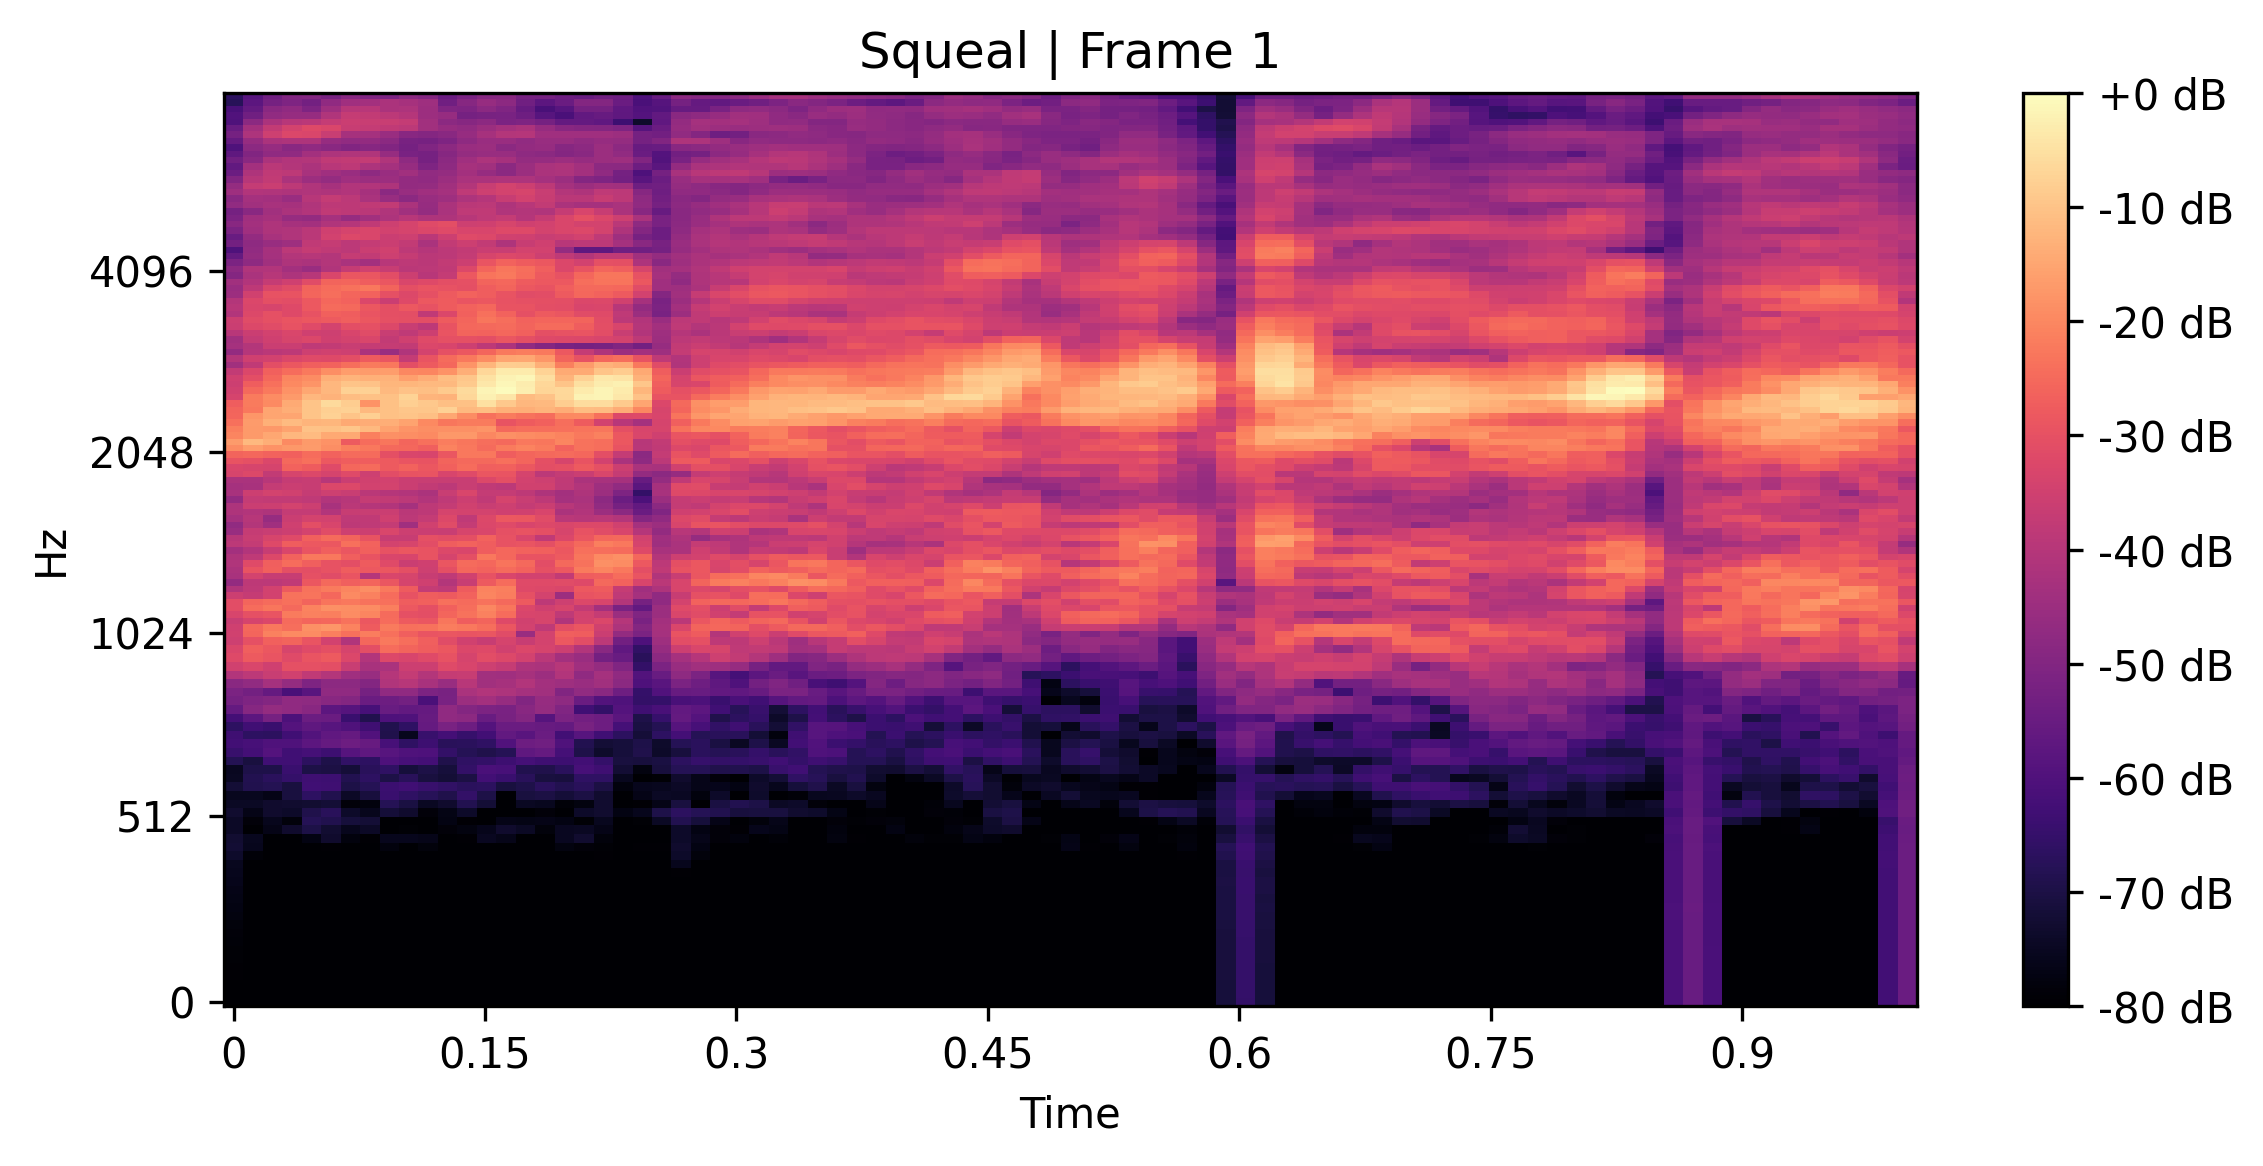 Squeal | Frame 1
+0 dB
-10 dB
-20 dB
-30 dB
-40 dB
-50 dB
-60 dB
-70 dB
-80 dB
Hz
4096
2048
1024
512
0
0 0.15 0.3 0.45 0.6 0.75 0.9
Time